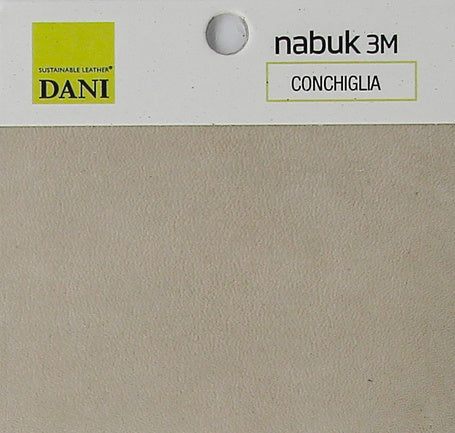 SUSTAINABLE LEATHER®
DANI
nabuk 3M
CONCHIGLIA